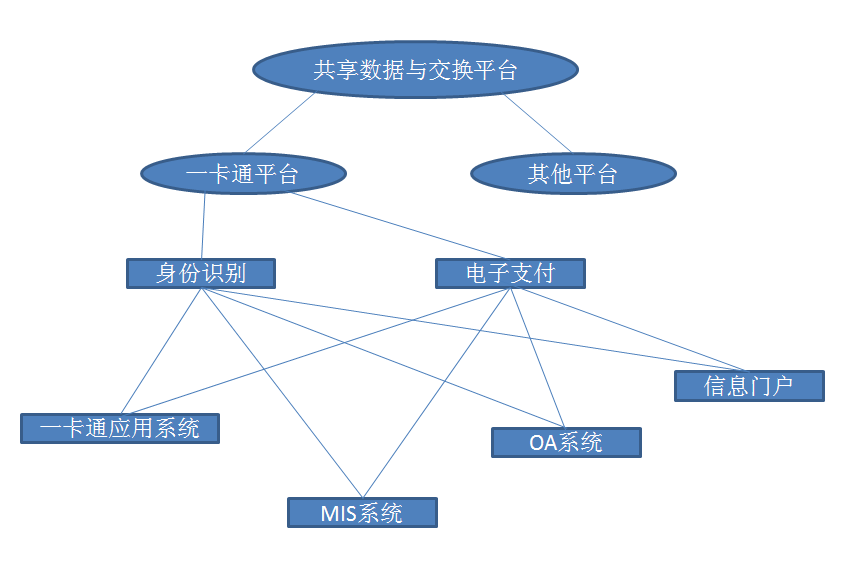 共享数据与交换平台
一卡通平台
其他平台
身份识别
电子支付
信息门户
一卡通应用系统
OA系统
MIS系统